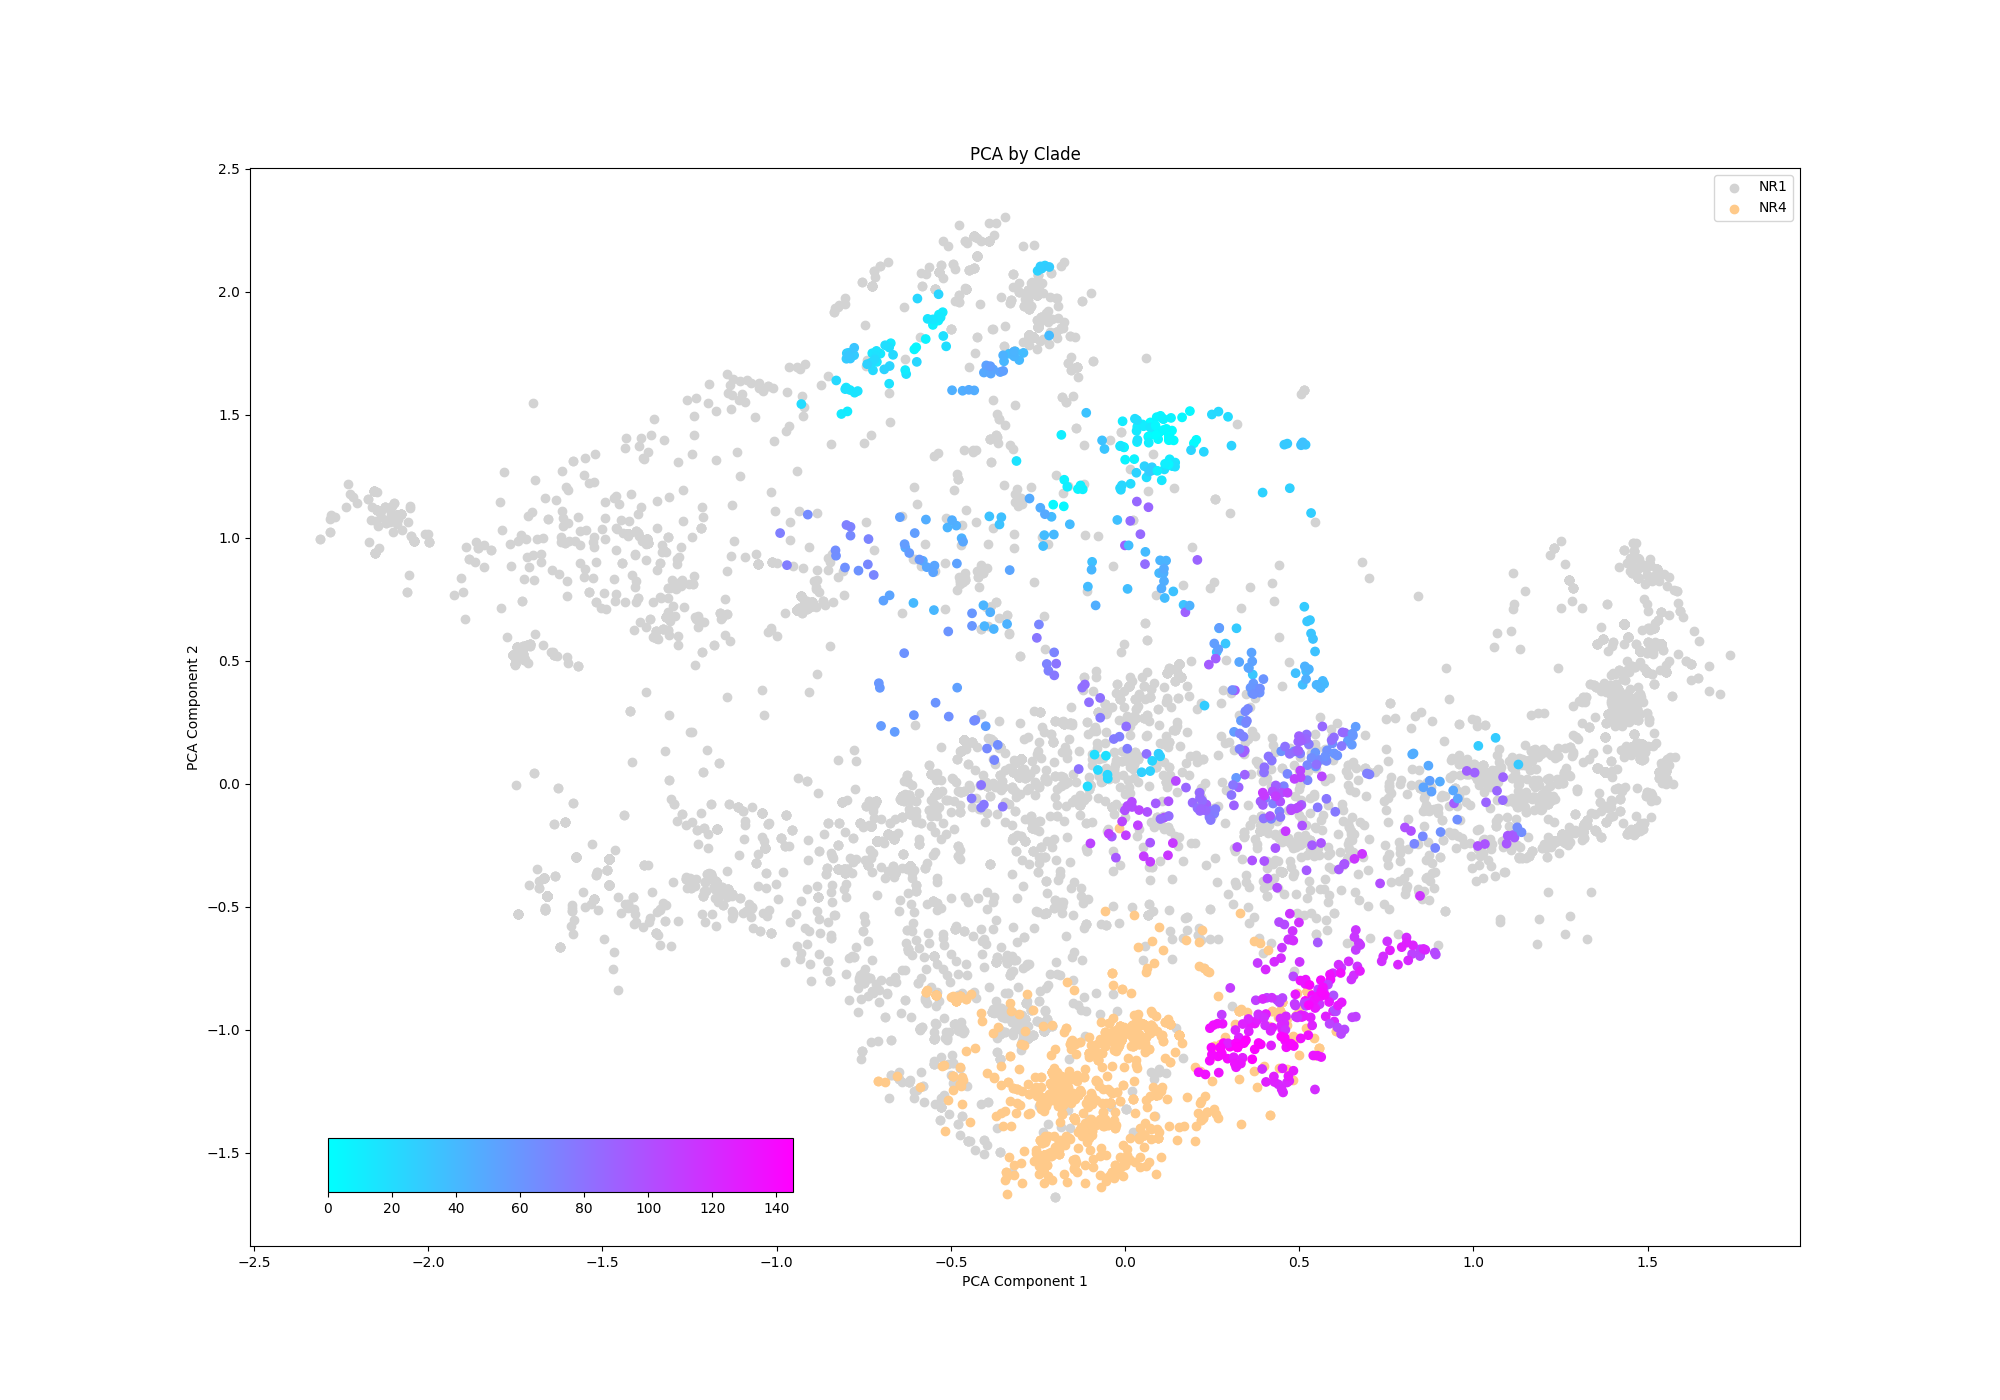 PCA by Clade
NR1
NR4
2.5
2.0
1.5
1.0
0.5
0.0
−0.5
−1.0
−1.5
PCA Component 2
0 20 40 60 80 100 120 140
−2.5 −2.0 −1.5 −1.0 −0.5 0.0 0.5 1.0 1.5
PCA Component 1